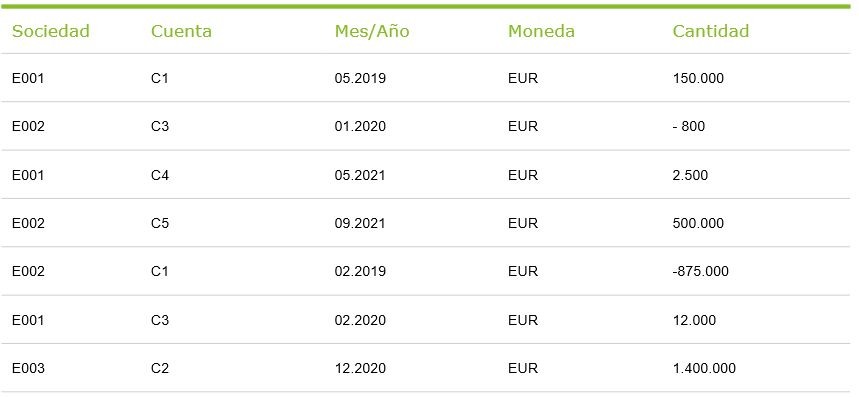 Sociedad Cuenta Mes/Año Moneda Cantidad
E001 C1 05.2019 EUR 150.000
E002 C3 01.2020 EUR - 800
E001 C4 05.2021 EUR 2.500
E002 C5 09.2021 EUR 500.000
E002 C1 02.2019 EUR -875.000
E001 C3 02.2020 EUR 12.000
E003 C2 12.2020 EUR 1.400.000